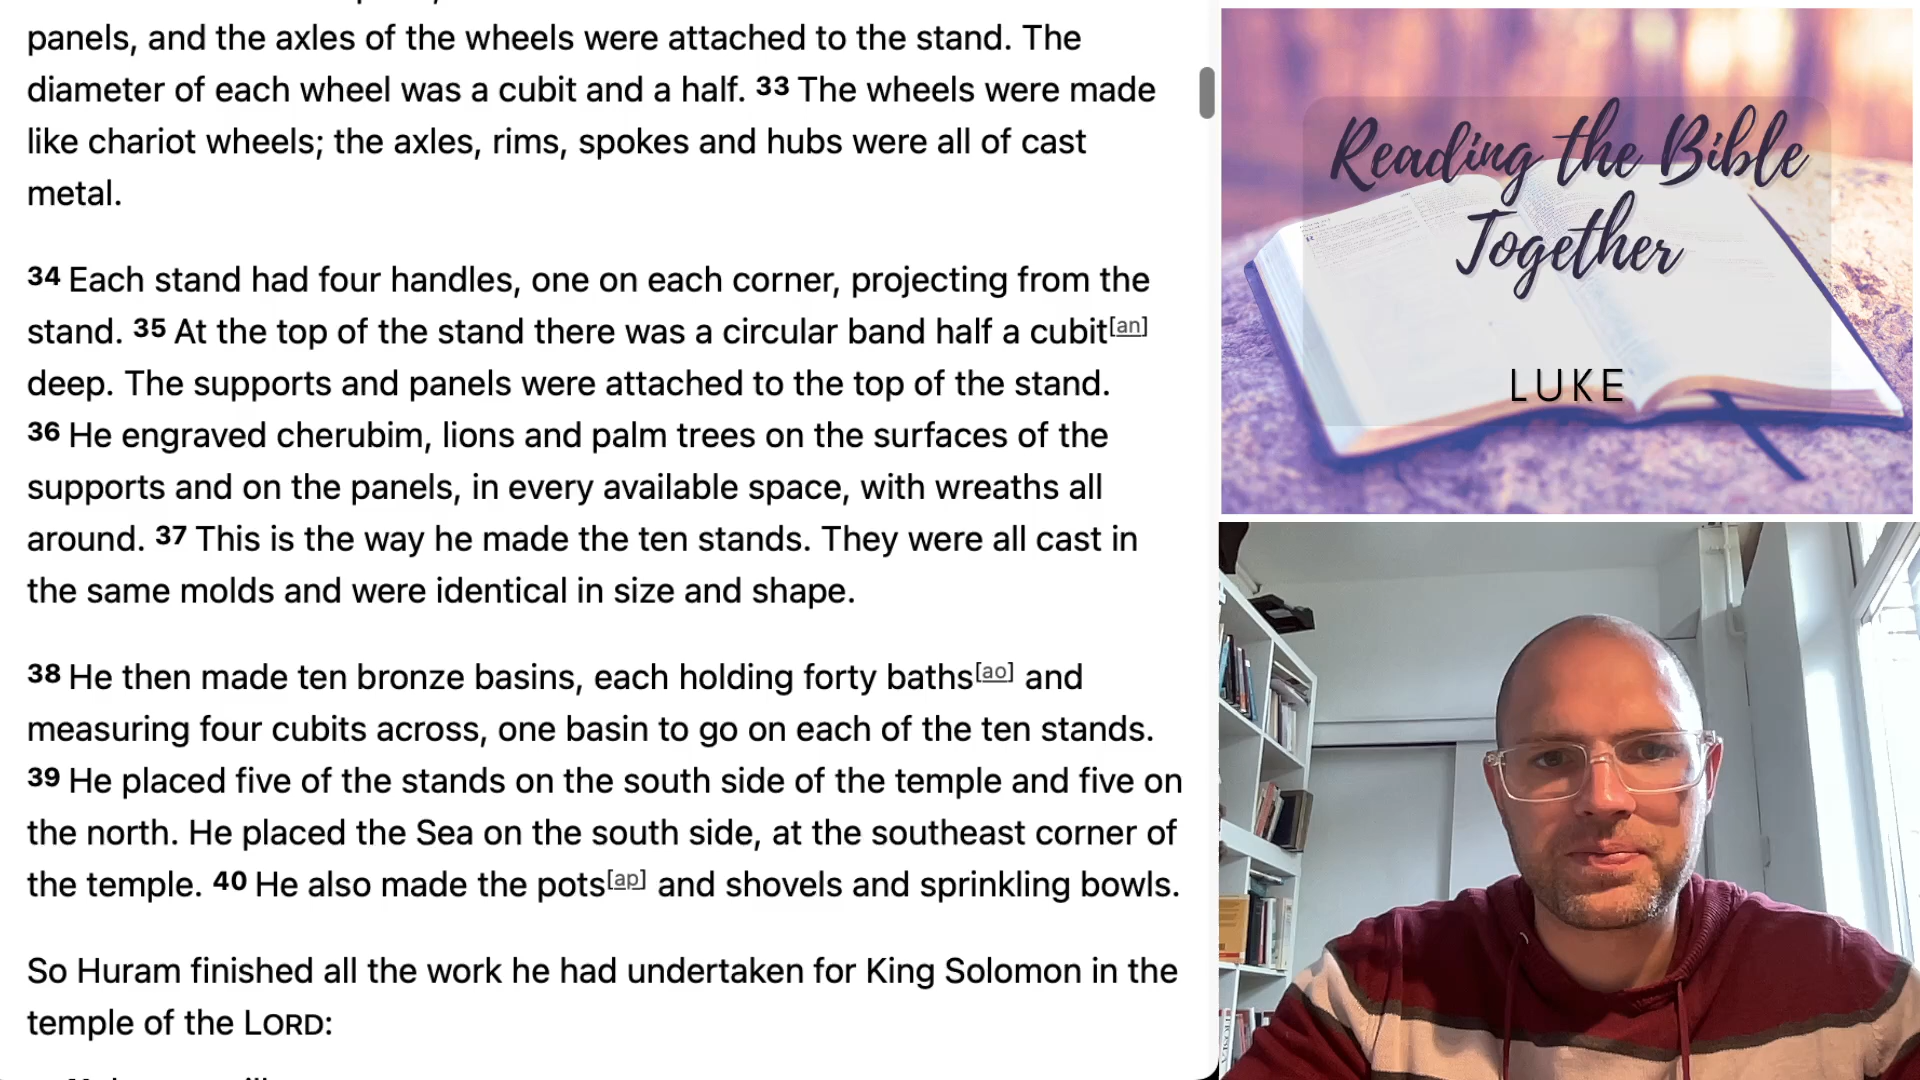 panels, and the axles of the wheels were attached to the stand. The
diameter of each wheel was a cubit and a half. 33 The wheels were made
like chariot wheels; the axles, rims, spokes and hubs were all of cast
metal.
34 Each stand had four handles, one on each corner, projecting from the
stand. 35 At the top of the stand there was a circular band half a cubit[an]
deep. The supports and panels were attached to the top of the stand.
36 He engraved cherubim, lions and palm trees on the surfaces of the
supports and on the panels, in every available space, with wreaths all
around. 37 This is the way he made the ten stands. They were all cast in
the same molds and were identical in size and shape.
38 He then made ten bronze basins, each holding forty baths[ao] and
measuring four cubits across, one basin to go on each of the ten stands.
39 He placed five of the stands on the south side of the temple and five on
the north. He placed the Sea on the south side, at the southeast corner of
the temple. 40 He also made the pots[ap] and shovels and sprinkling bowls.
So Huram finished all the work he had undertaken for King Solomon in the
temple of the LORD:
Reading the Bible
Together
LUKE